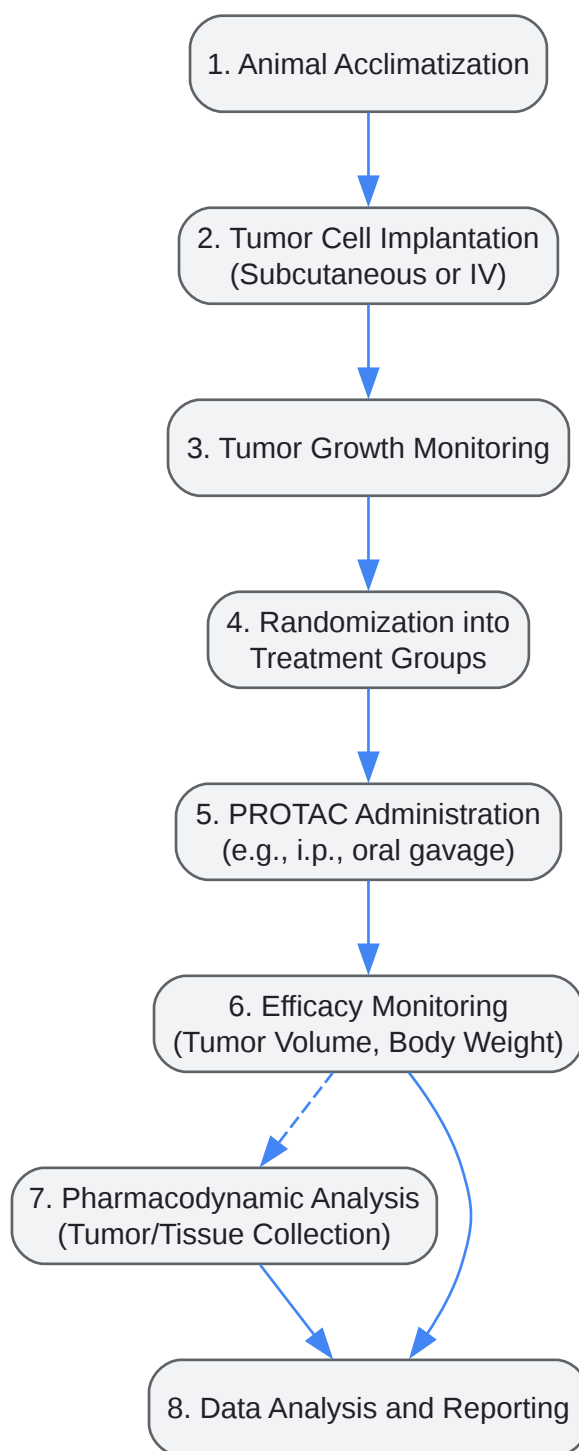 1. Animal Acclimatization
2. Tumor Cell Implantation
(Subcutaneous or IV)
3. Tumor Growth Monitoring
4. Randomization into
Treatment Groups
5. PROTAC Administration
(e.g., i.p., oral gavage)
6. Efficacy Monitoring
(Tumor Volume, Body Weight)
7. Pharmacodynamic Analysis
(Tumor/Tissue Collection)
8. Data Analysis and Reporting